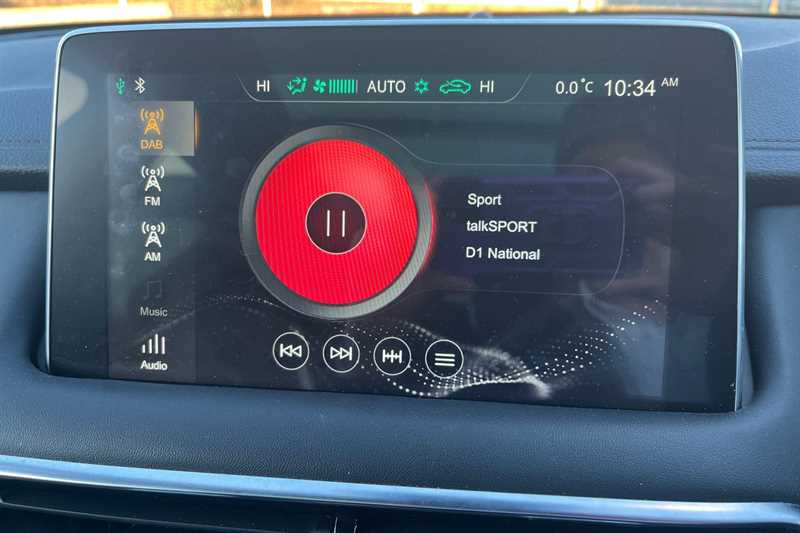 HI AUTO HI 0.0°C 10:34 AM
DAB
FM
AM
Music
Audio
Sport
talkSPORT
D1 National